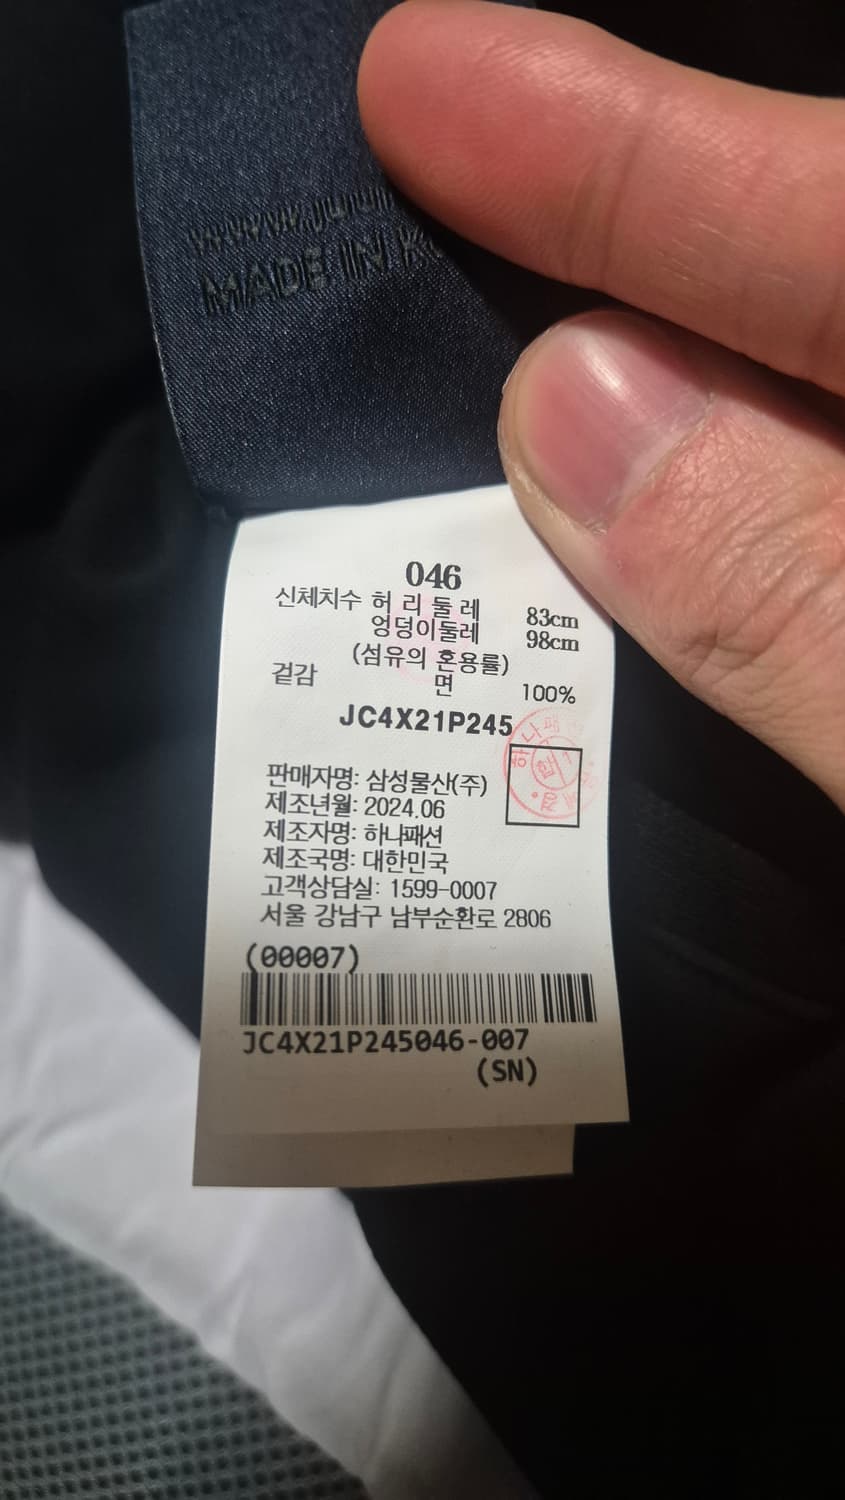 MADE IN
046
신체치수 허 리 둘 레 83cm
엉덩이둘레 98cm
(섬유의 혼용률)
겉감 면 100%
JC4X21P245
판매자명: 삼성물산(주)
제조년월: 2024.06
제조자명: 하나패션
제조국명: 대한민국
고객상담실: 1599-0007
서울 강남구 남부순환로 2806
(00007)
JC4X21P245046-007
(SN)